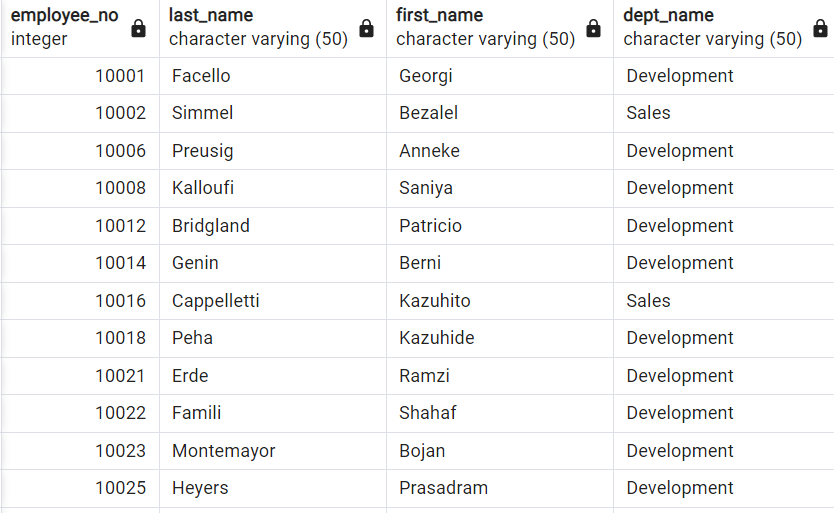 employee_no last_name first_name dept_name
integer character varying (50) character varying (50) character varying (50)
10001 Facello Georgi Development
10002 Simmel Bezalel Sales
10006 Preusig Anneke Development
10008 Kalloufi Saniya Development
10012 Bridgland Patricio Development
10014 Genin Berni Development
10016 Cappelletti Kazuhito Sales
10018 Peha Kazuhide Development
10021 Erde Ramzi Development
10022 Famili Shahaf Development
10023 Montemayor Bojan Development
10025 Heyers Prasadram Development